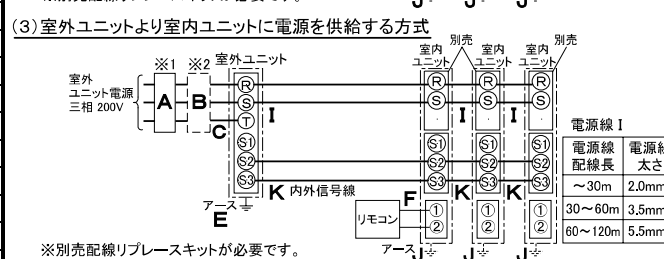 (3)室外ユニットより室内ユニットに電源を供給する方式
※1 ※2 室外ユニット
室内ユニット 別売 室内ユニット 室内ユニット 別売
室外ユニット電源
三相 200V
A B C
R R R R
S S S S
T
I I I
S1 S1 S1 S1
S2 S2 S2 S2
S3 S3 S3 S3
K 内外信号線 K K
アース
E
F
リモコン
① ① ①
② ② ②
アース J J J
電源線 I
電源線配線長 電源線太さ
~30m 2.0mm
30~60m 3.5mm
60~120m 5.5mm
※別売配線リプレースキットが必要です。